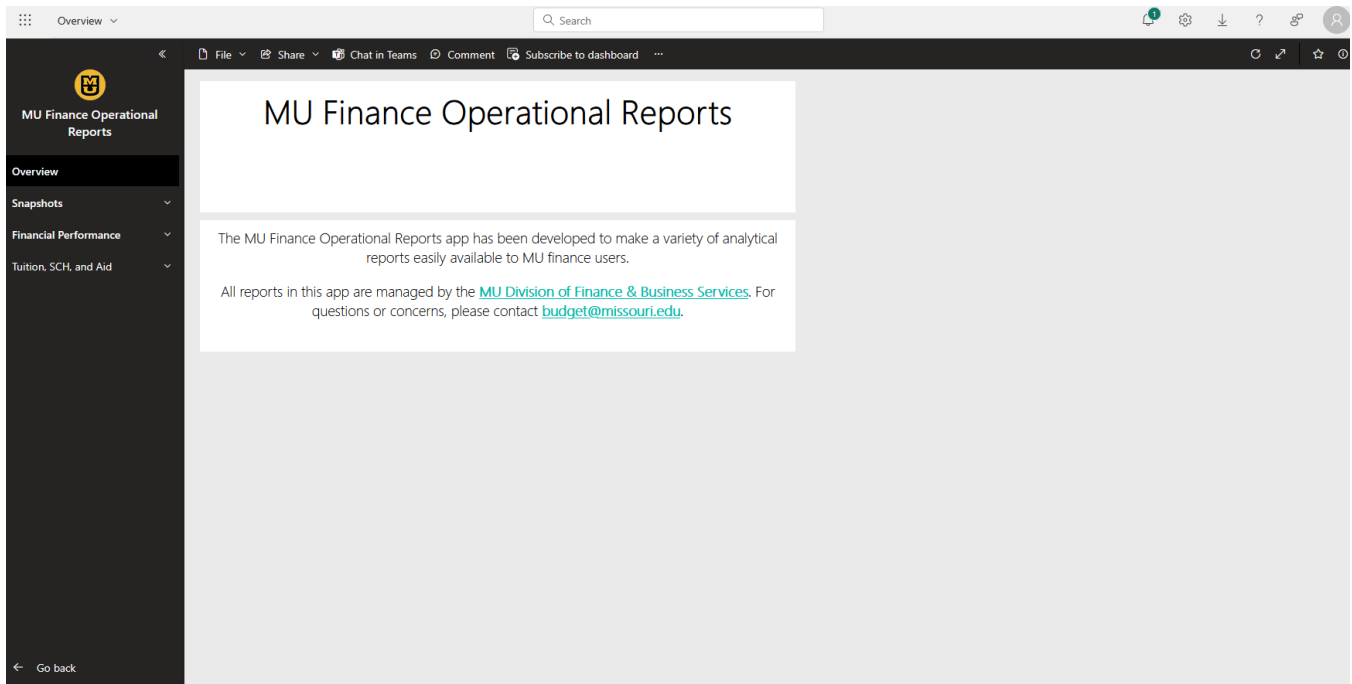 Overview
Search
1
File
Share
Chat in Teams
Comment
Subscribe to dashboard
...
MU
MU Finance Operational
Reports
Overview
Snapshots
Financial Performance
Tuition, SCH, and Aid
Go back
MU Finance Operational Reports
The MU Finance Operational Reports app has been developed to make a variety of analytical
reports easily available to MU finance users.
All reports in this app are managed by the MU Division of Finance & Business Services. For
questions or concerns, please contact budget@missouri.edu.